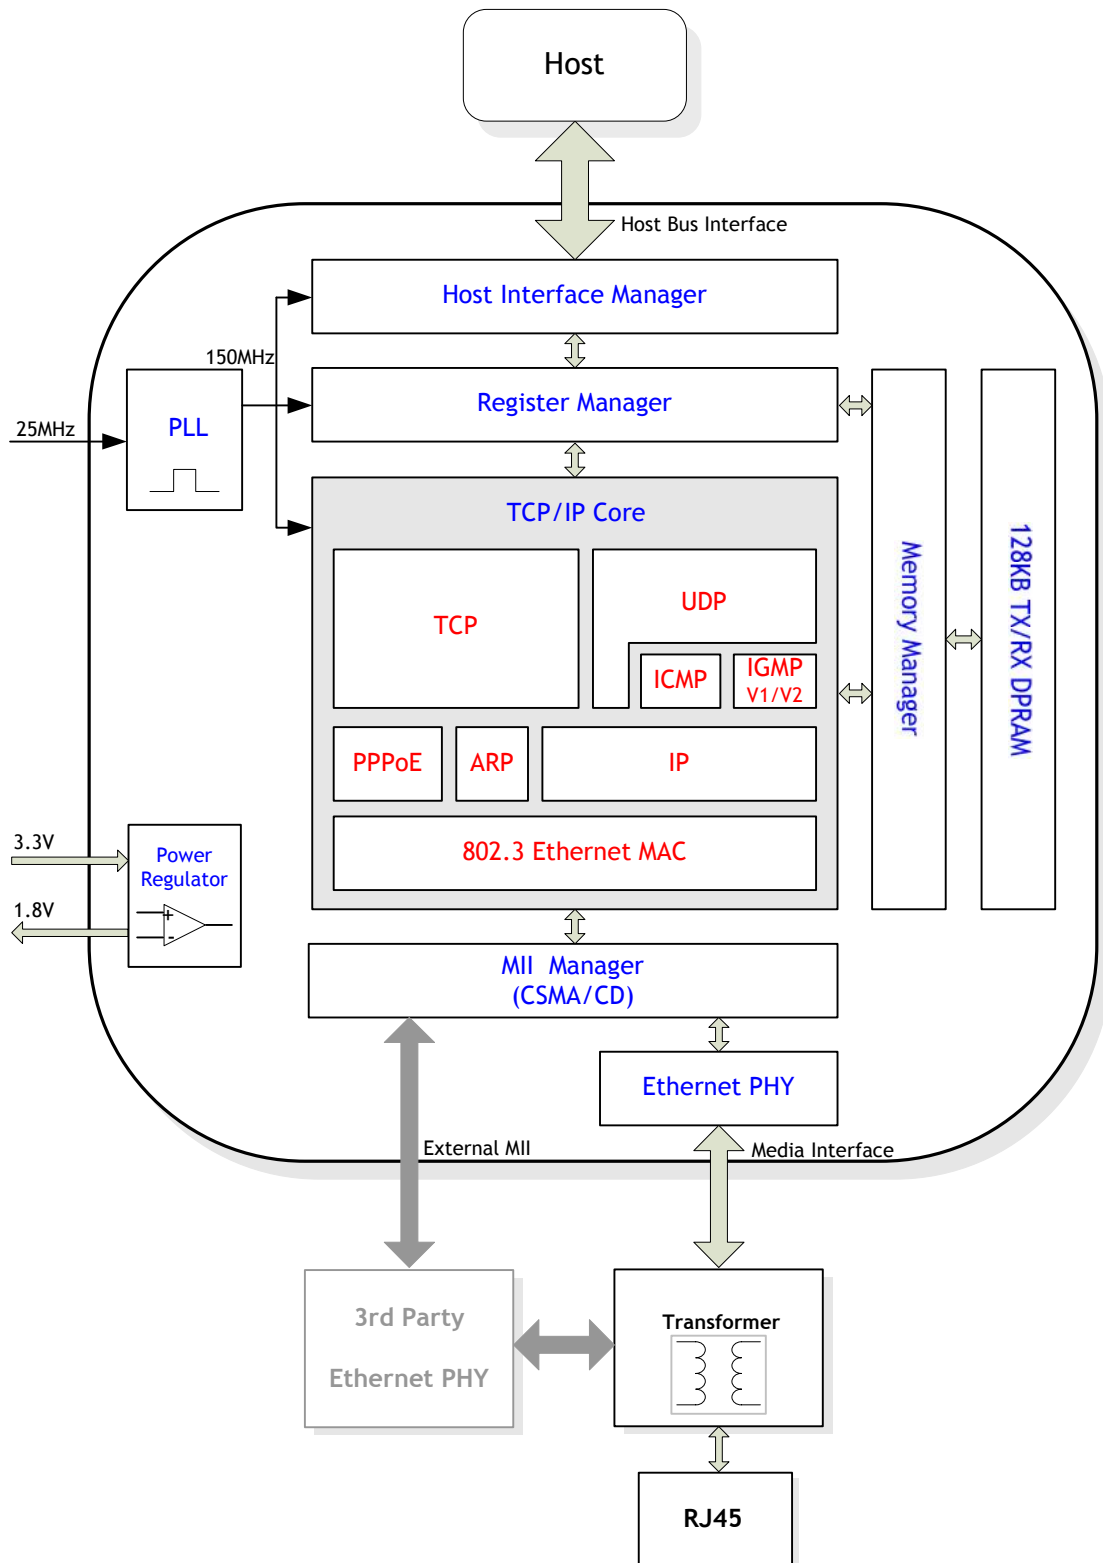 Host
Host Bus Interface
Host Interface Manager
150MHz
Register Manager
25MHz
PLL
TCP/IP Core
TCP
UDP
ICMP
IGMP
V1/V2
PPPoE
ARP
IP
802.3 Ethernet MAC
Memory Manager
128KB TX/RX DPRAM
3.3V
1.8V
Power
Regulator
+
-
MII Manager
(CSMA/CD)
Ethernet PHY
External MII
Media Interface
3rd Party
Ethernet PHY
Transformer
RJ45